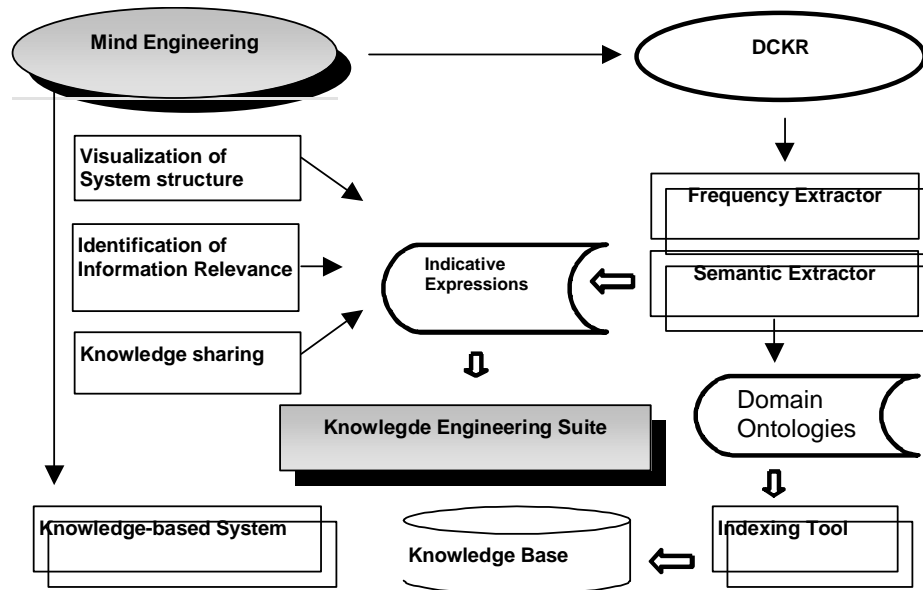 Mind Engineering
DCKR
Visualization of
System structure
Frequency Extractor
Identification of
Information Relevance
Indicative
Expressions
Semantic Extractor
Knowledge sharing
Domain
Ontologies
Knowlegde Engineering Suite
Knowledge-based System
Knowledge Base
Indexing Tool